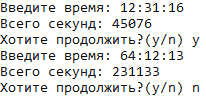 Введите время: 12:31:16
Всего секунд: 45076
Хотите продолжить?(y/n) y
Введите время: 64:12:13
Всего секунд: 231133
Хотите продолжить?(y/n) n